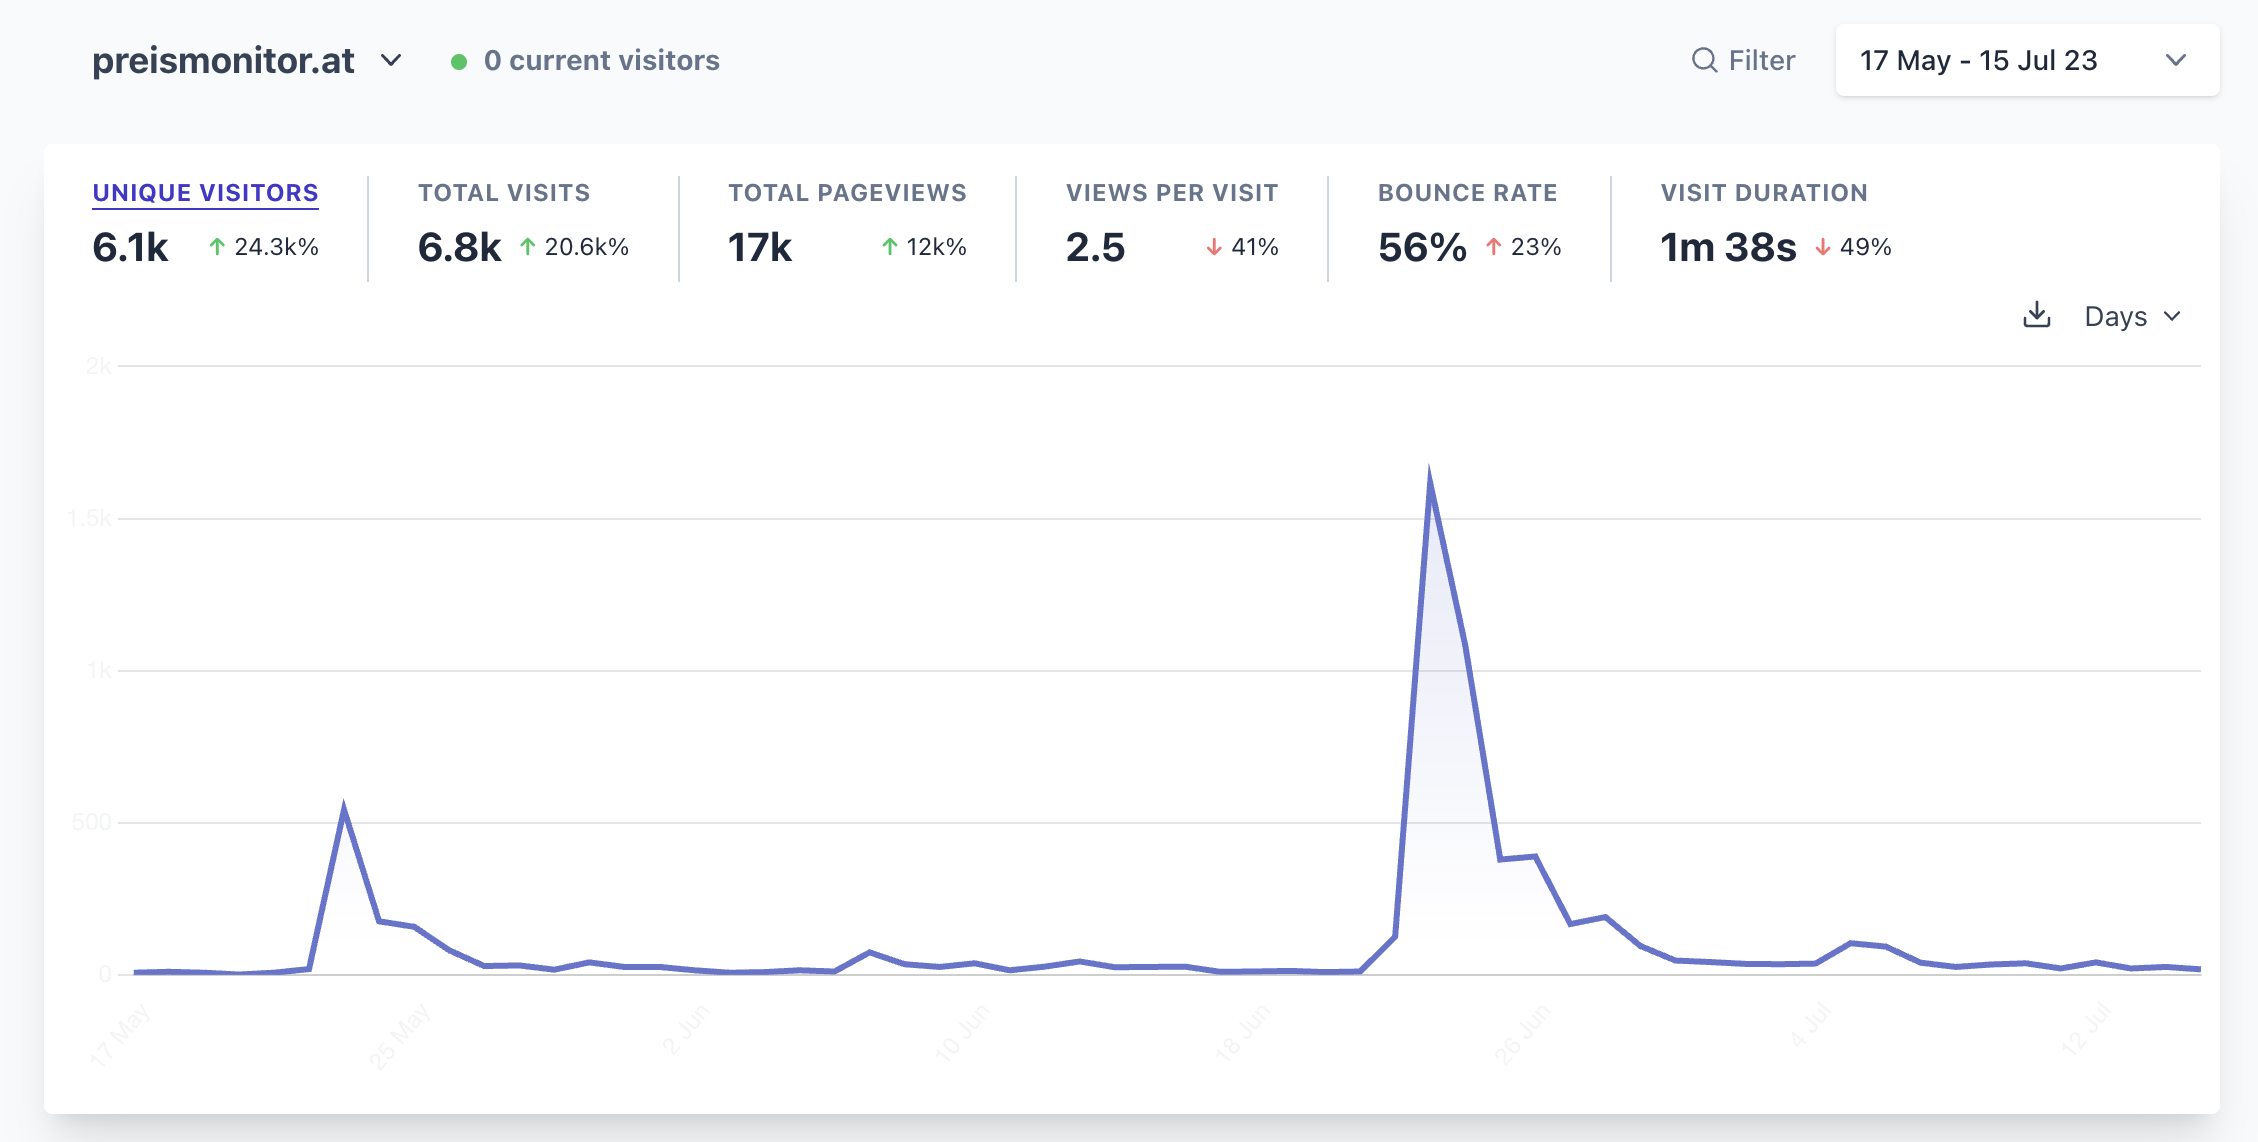 preismonitor.at
0 current visitors
Filter
17 May - 15 Jul 23
UNIQUE VISITORS
6.1k 24.3k%
TOTAL VISITS
6.8k 20.6k%
TOTAL PAGEVIEWS
17k 12k%
VIEWS PER VISIT
2.5 41%
BOUNCE RATE
56% 23%
VISIT DURATION
1m 38s 49%
Days
2k
1.5k
1k
500
0
17 May
25 May
2 Jun
10 Jun
18 Jun
26 Jun
4 Jul
12 Jul